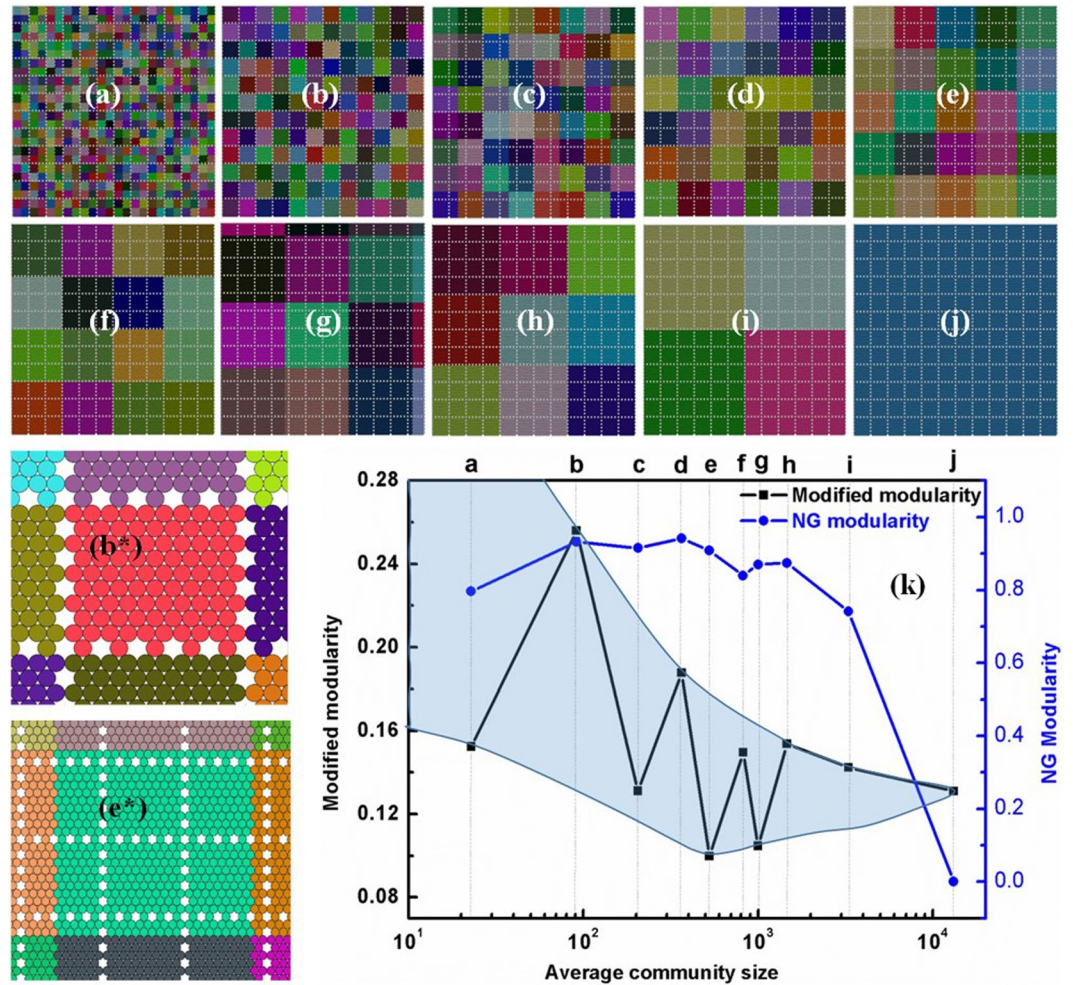 (a) (b) (c) (d) (e)
(f) (g) (h) (i) (j)
(b*)
(e*)
a b c d e f g h i j
Modified modularity
NG modularity
(k)
0.28
0.24
0.20
0.16
0.12
0.08
Modified modularity
1.0
0.8
0.6
0.4
0.2
0.0
NG Modularity
10¹ 10² 10³ 10⁴
Average community size